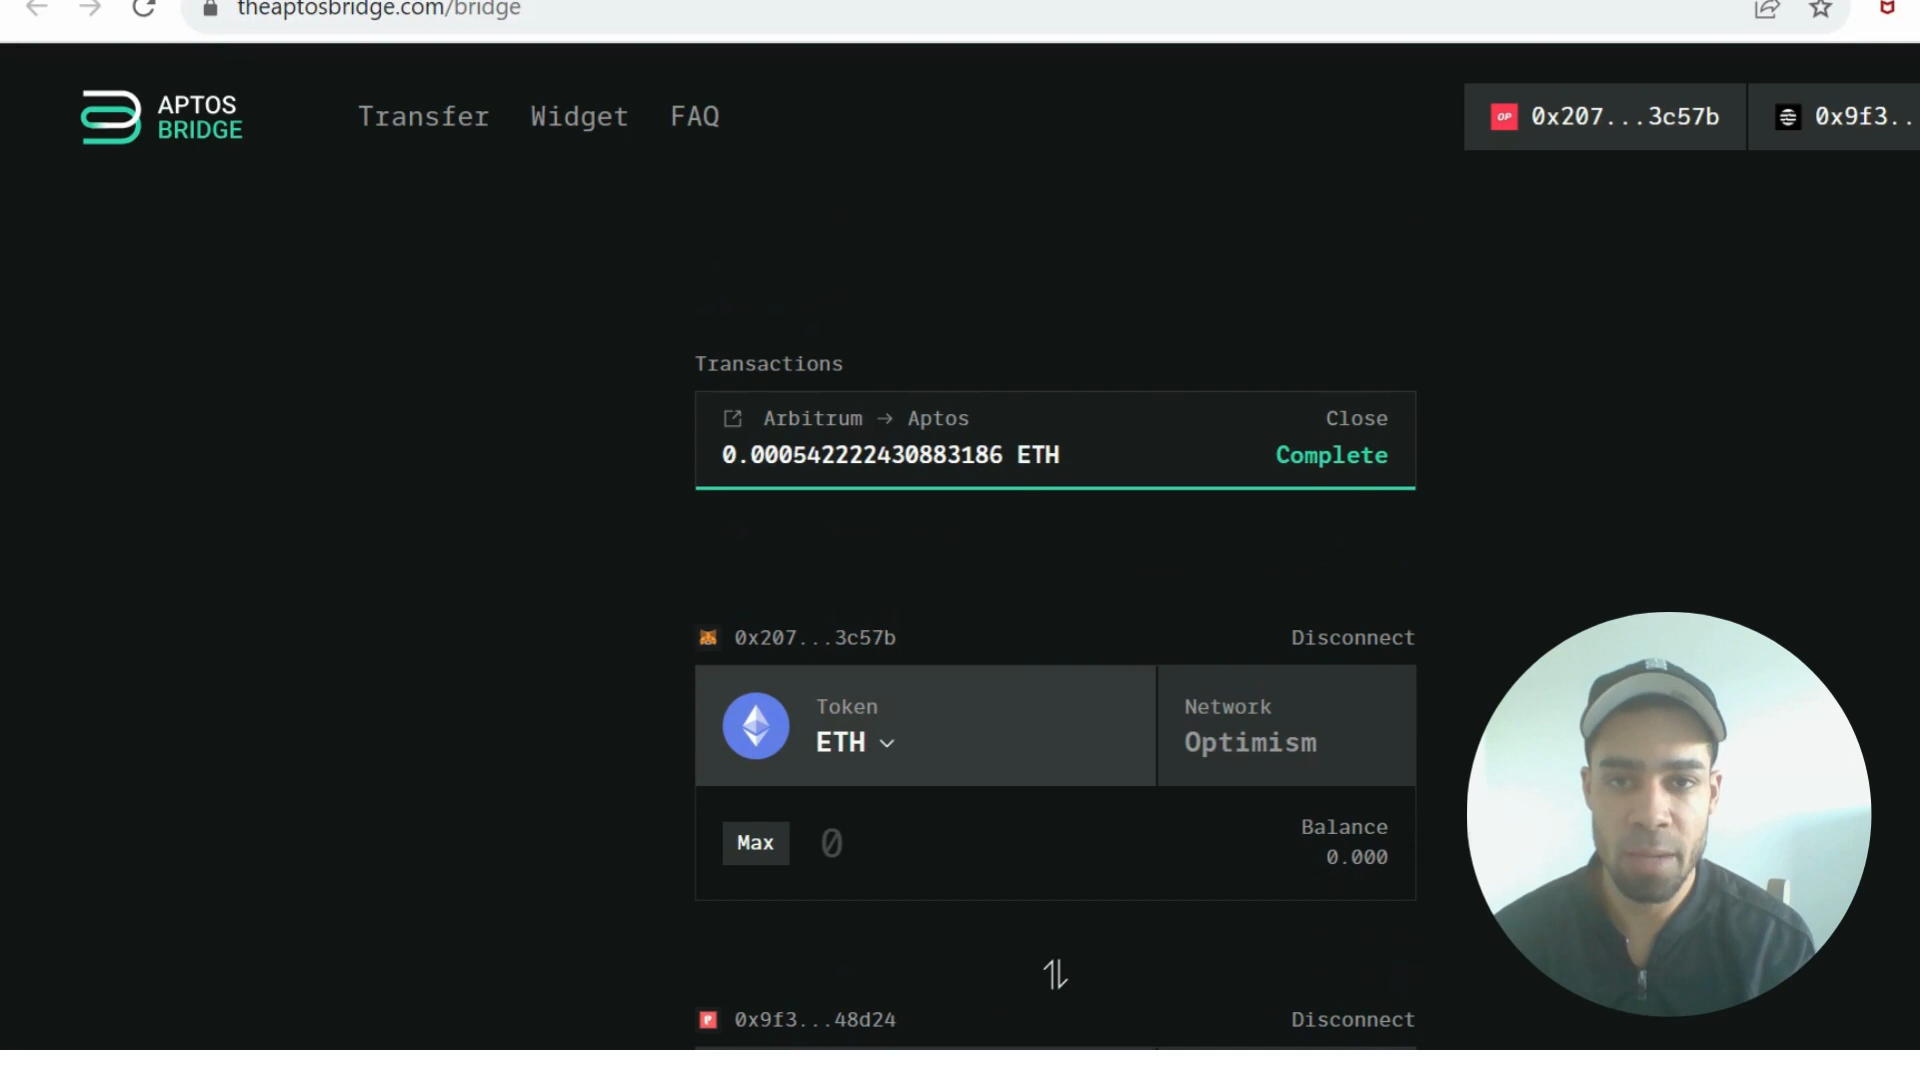 theaptosbridge.com/bridge
APTOS
BRIDGE
Transfer
Widget
FAQ
OP
0x207...3c57b
0x9f3..
Transactions
Arbitrum → Aptos
Close
0.000542222430883186 ETH
Complete
0x207...3c57b
Disconnect
Token
ETH
Network
Optimism
Max
0
Balance
0.000
0x9f3...48d24
Disconnect